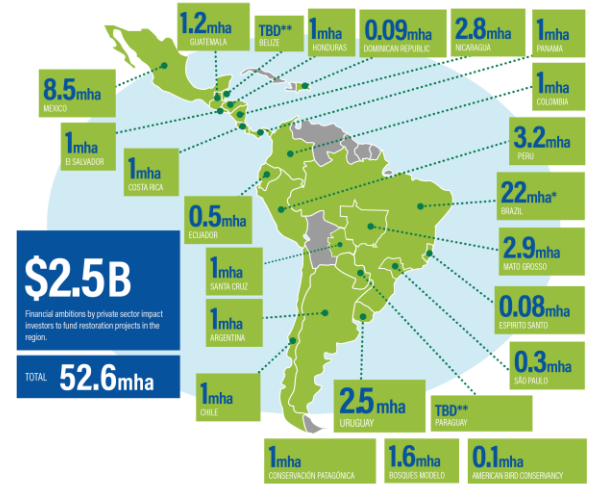 1.2mha
GUATEMALA
TBD**
BELIZE
1mha
HONDURAS
0.09mha
DOMINICAN REPUBLIC
2.8mha
NICARAGUA
1mha
PANAMA
8.5mha
MEXICO
1mha
COLOMBIA
1mha
El SALVADOR
3.2mha
PERU
1mha
COSTA RICA
22mha*
BRAZIL
0.5mha
ECUADOR
2.9mha
MATO GROSSO
$2.5B
Financial ambitions by private sector impact
investors to fund restoration projects in the
region.
1mha
SANTA CRUZ
0.08mha
ESPIRITO SANTO
1mha
ARGENTINA
0.3mha
SÃO PAULO
TOTAL 52.6mha
1mha
CHILE
2.5 mha
URUGUAY
TBD**
PARAGUAY
1mha
CONSERVACIÓN PATAGÓNICA
1.6mha
BOSQUES MODELO
0.1mha
AMERICAN BIRD CONSERVANCY